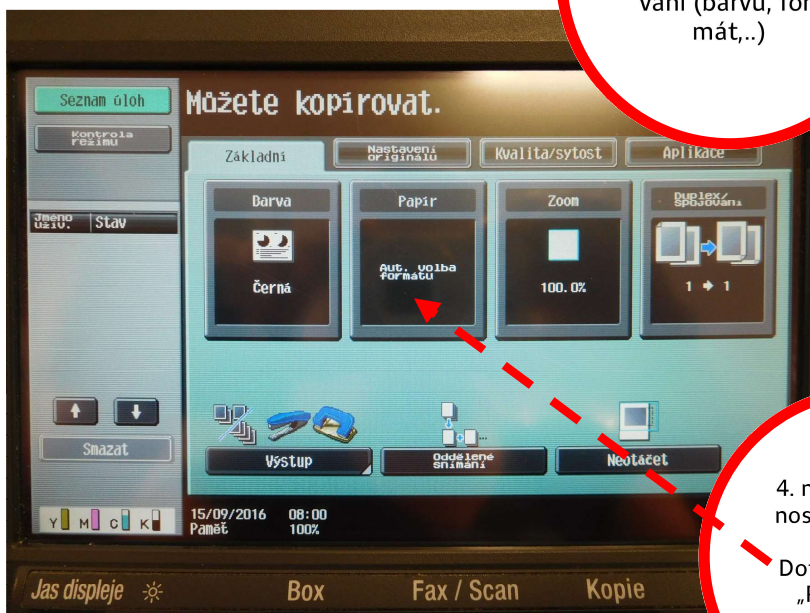 vání (barvu, for
mát,..)
Seznam úloh
Můžete kopírovat.
Kontrola
režimu
Základní
Nastavení
originálu
Kvalita/sytost
Aplikace
Jméno
uživ.
Stav
Barva
Papír
Zoom
Duplex/
Spojování
Aut. volba
formátu
Černá
100.0%
1 → 1
Smazat
Výstup
Oddělené
snímání
Neotáčet
4. n
nos
Do
Y M C K
15/09/2016 08:00
Paměť 100%
Jas displeje
Box
Fax / Scan
Kopie